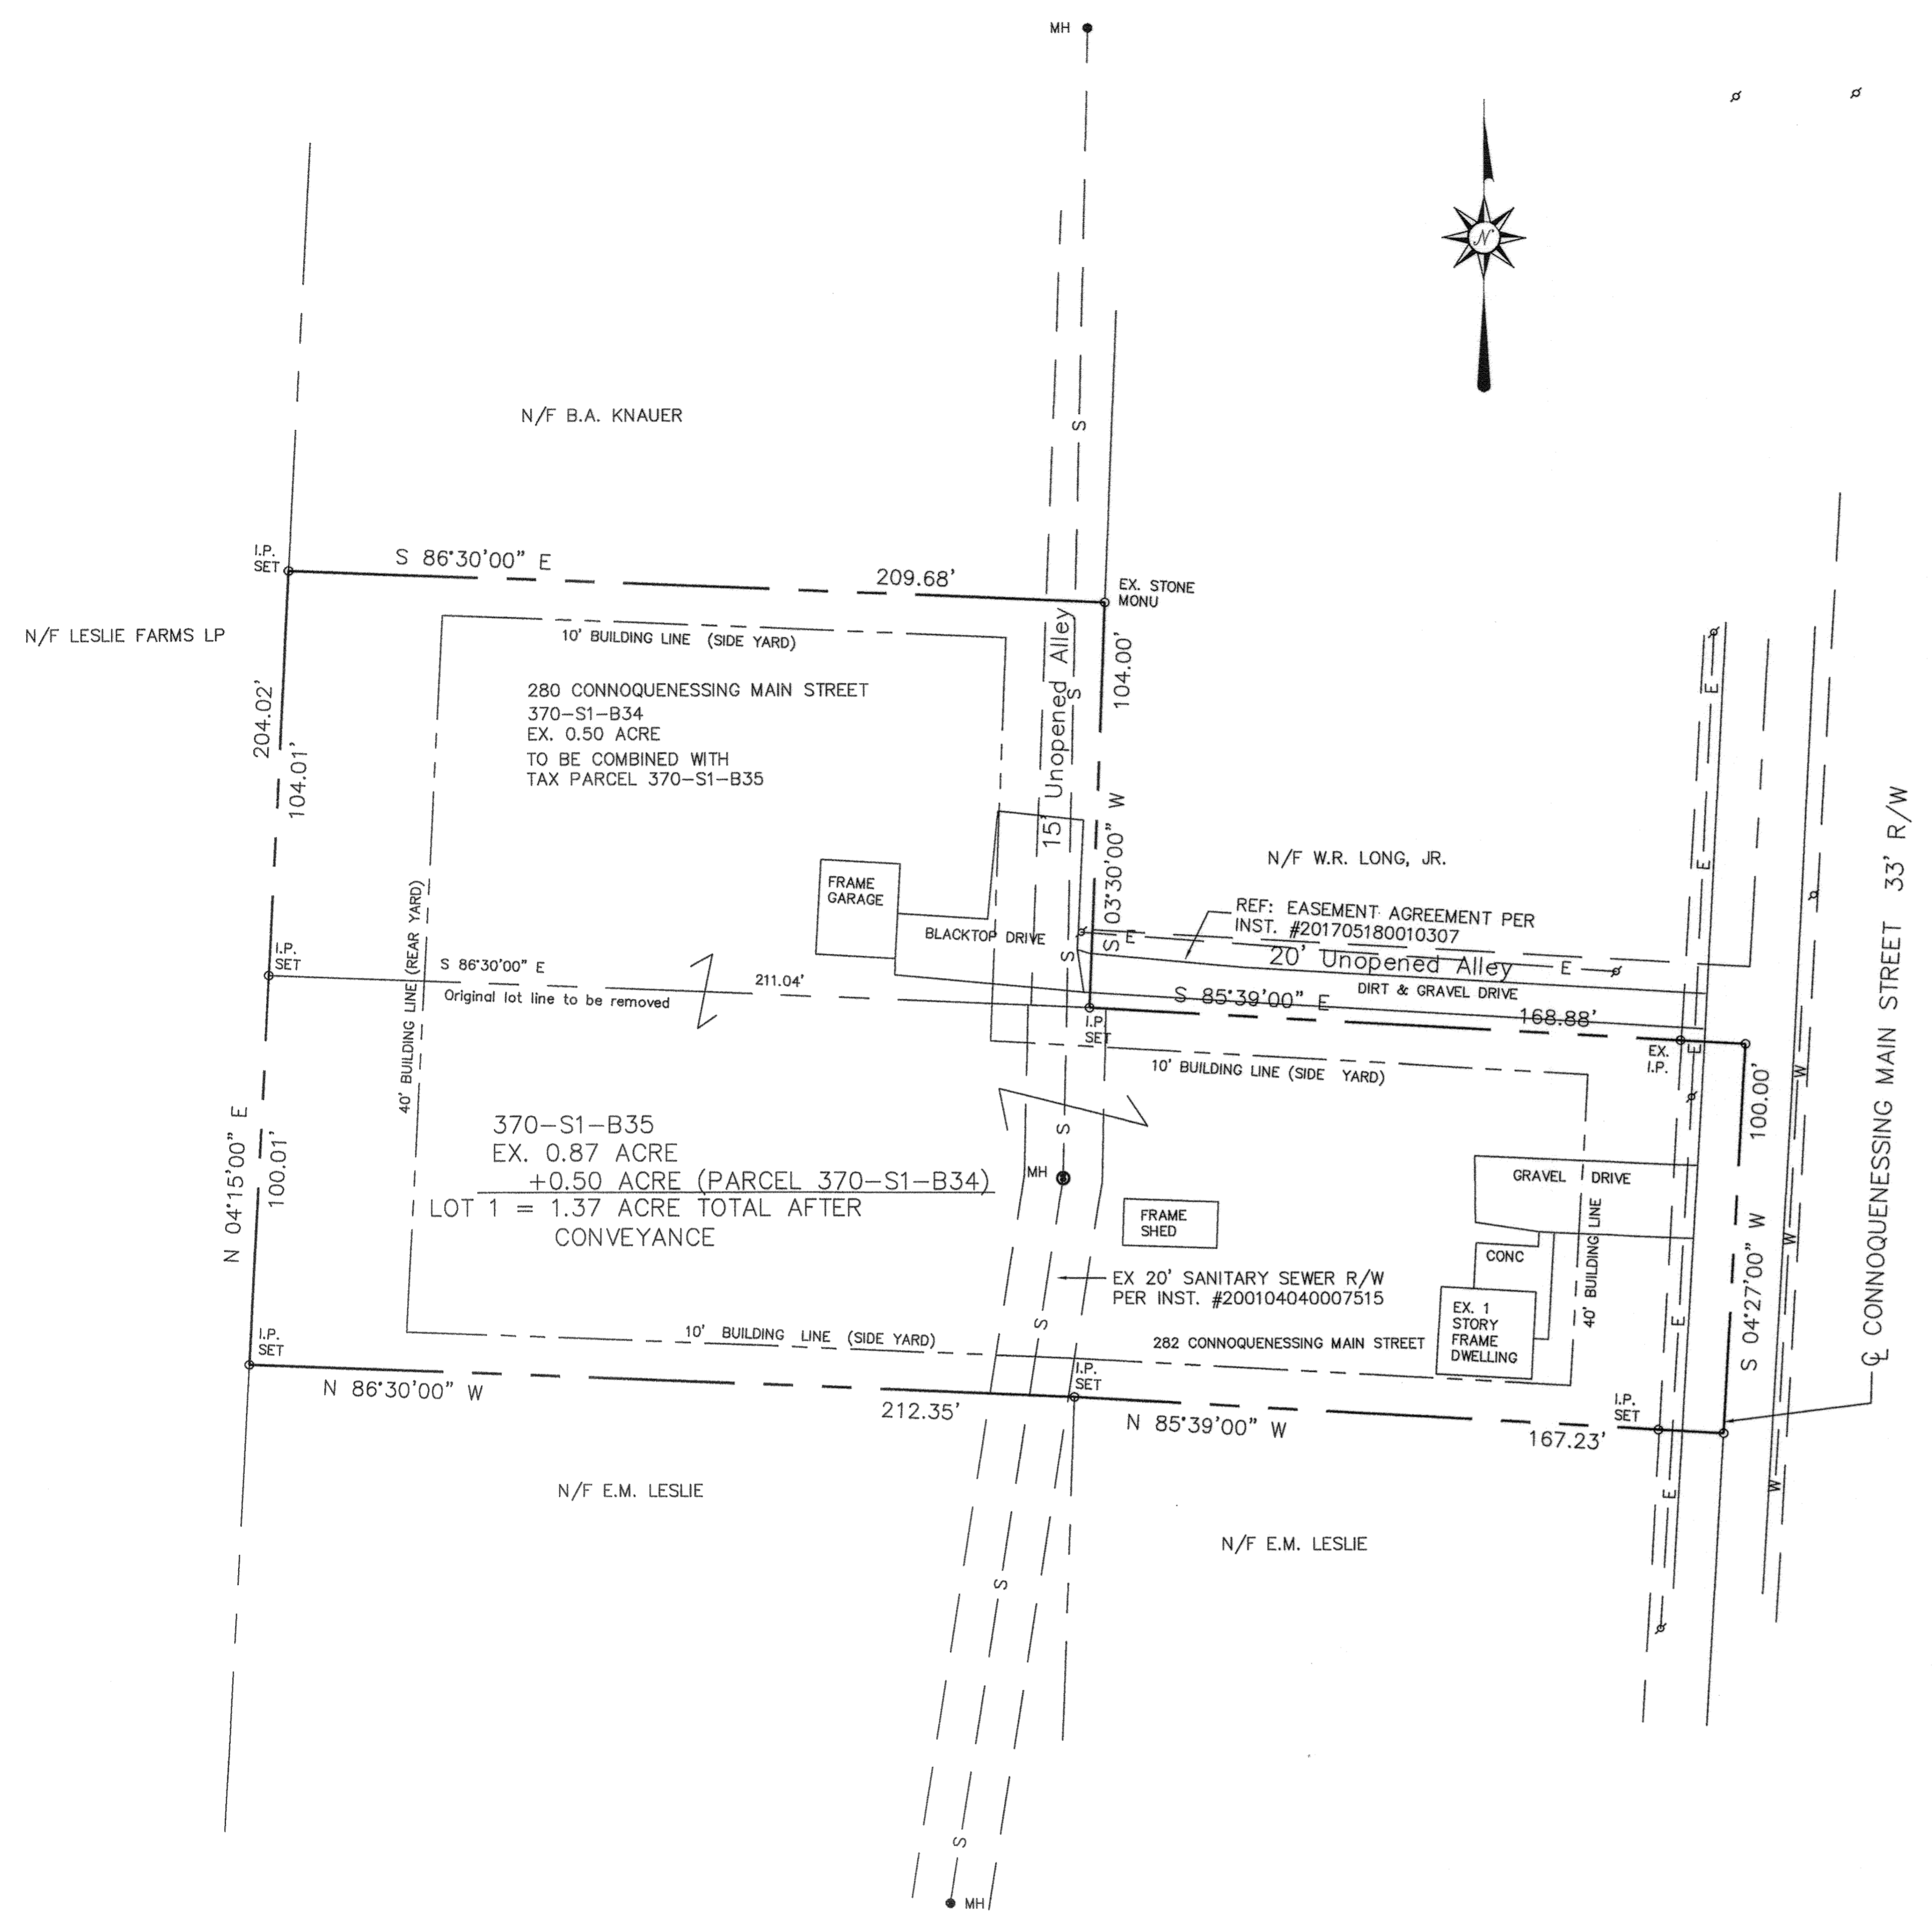 MH
N
N/F B.A. KNAUER
S
I.P.
SET
S 86°30'00" E
209.68'
EX. STONE
MONU
N/F LESLIE FARMS LP
10' BUILDING LINE (SIDE YARD)
15' Unopened Alley
S
104.00'
E
204.02'
104.01'
280 CONNOQUENESSING MAIN STREET
370-S1-B34
EX. 0.50 ACRE
TO BE COMBINED WITH
TAX PARCEL 370-S1-B35
S 03°30'00" W
E
N/F W.R. LONG, JR.
CONNOQUENESSING MAIN STREET 33' R/W
FRAME
GARAGE
BLACKTOP DRIVE
S
E
REF: EASEMENT AGREEMENT PER
INST. #201705180010307
20' Unopened Alley
E
DIRT & GRAVEL DRIVE
40' BUILDING LINE (REAR YARD)
I.P.
SET
S 86°30'00" E
Original lot line to be removed
211.04'
S 85°39'00" E
168.88'
I.P.
SET
EX.
I.P.
E
W
10' BUILDING LINE (SIDE YARD)
100.00'
N 04°15'00" E
100.01'
370-S1-B35
EX. 0.87 ACRE
+0.50 ACRE (PARCEL 370-S1-B34)
LOT 1 = 1.37 ACRE TOTAL AFTER
CONVEYANCE
S
MH
FRAME
SHED
GRAVEL DRIVE
CONC
40' BUILDING LINE
S 04°27'00" W
W
EX 20' SANITARY SEWER R/W
PER INST. #200104040007515
S
EX. 1
STORY
FRAME
DWELLING
E
10' BUILDING LINE (SIDE YARD)
282 CONNOQUENESSING MAIN STREET
I.P.
SET
N 86°30'00" W
212.35'
I.P.
SET
N 85°39'00" W
167.23'
I.P.
SET
E
W
N/F E.M. LESLIE
N/F E.M. LESLIE
S
S
MH